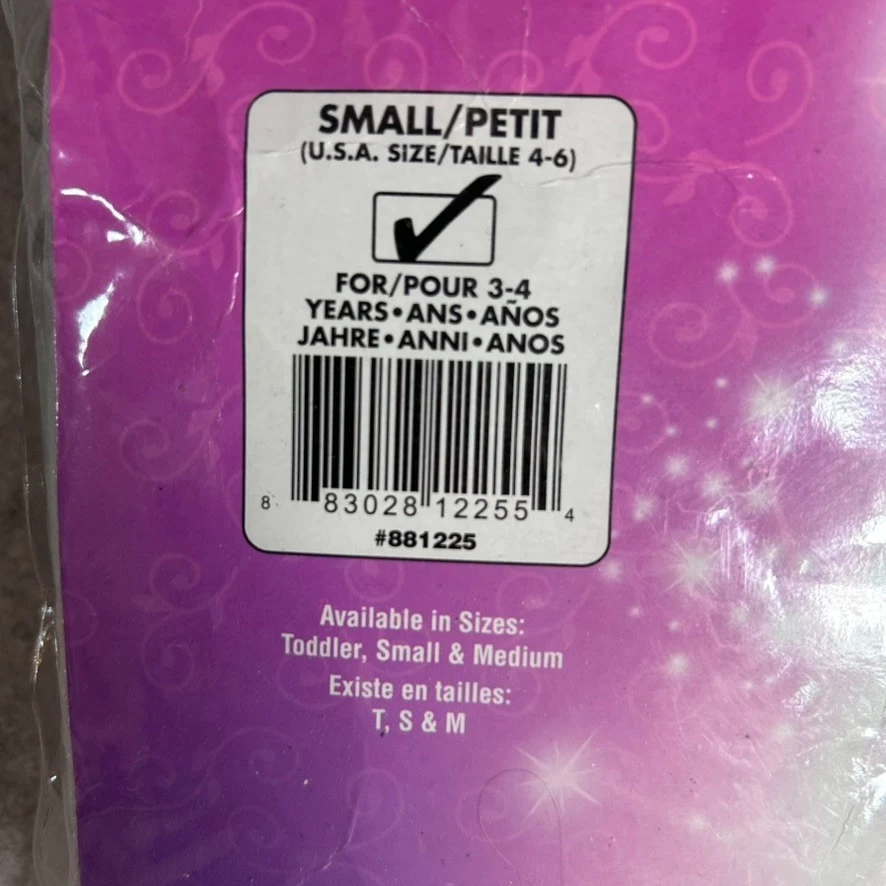 SMALL/PETIT
(U.S.A. SIZE/TAILLE 4-6)
FOR/POUR 3-4
YEARS•ANS•AÑOS
JAHRE•ANNI•ANOS
8 83028 12255 4
#881225
Available in Sizes:
Toddler, Small & Medium
Existe en tailles:
T, S & M